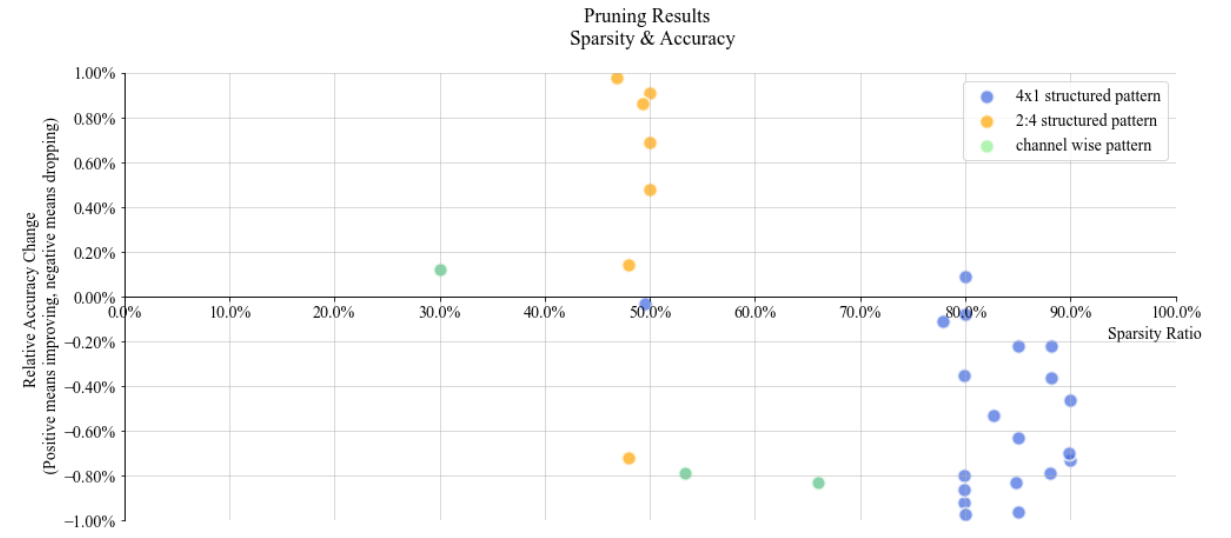 Pruning Results
Sparsity & Accuracy
1.00%
0.80%
0.60%
0.40%
0.20%
0.00%
−0.20%
−0.40%
−0.60%
−0.80%
−1.00%
Relative Accuracy Change
(Positive means improving, negative means dropping)
4x1 structured pattern
2:4 structured pattern
channel wise pattern
0.0% 10.0% 20.0% 30.0% 40.0% 50.0% 60.0% 70.0% 80.0% 90.0% 100.0%
Sparsity Ratio